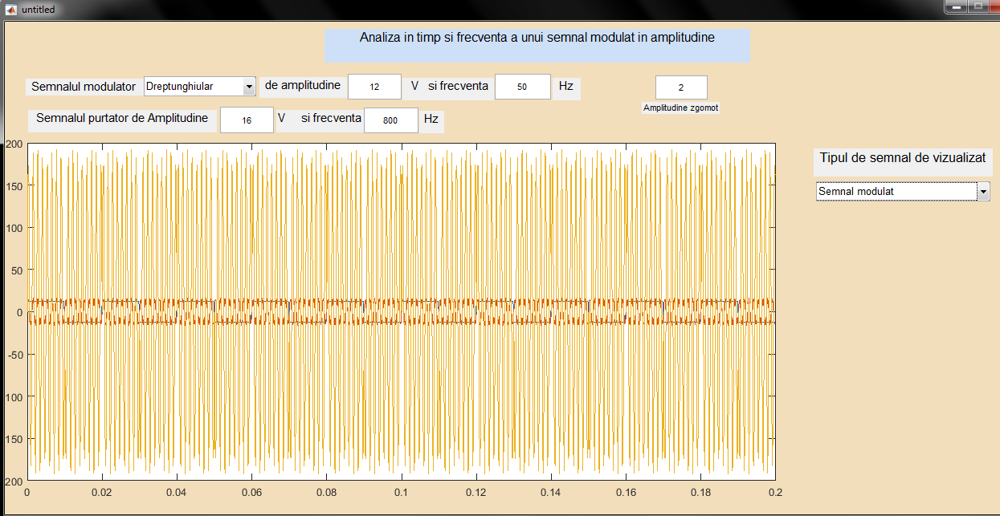 untitled
Analiza in timp si frecventa a unui semnal modulat in amplitudine
Semnalul modulator Dreptunghiular de amplitudine 12 V si frecventa 50 Hz 2
Amplitudine zgomot
Semnalul purtator de Amplitudine 16 V si frecventa 800 Hz
Tipul de semnal de vizualizat
Semnal modulat
200
150
100
50
0
-50
100
150
200
0 0.02 0.04 0.06 0.08 0.1 0.12 0.14 0.16 0.18 0.2